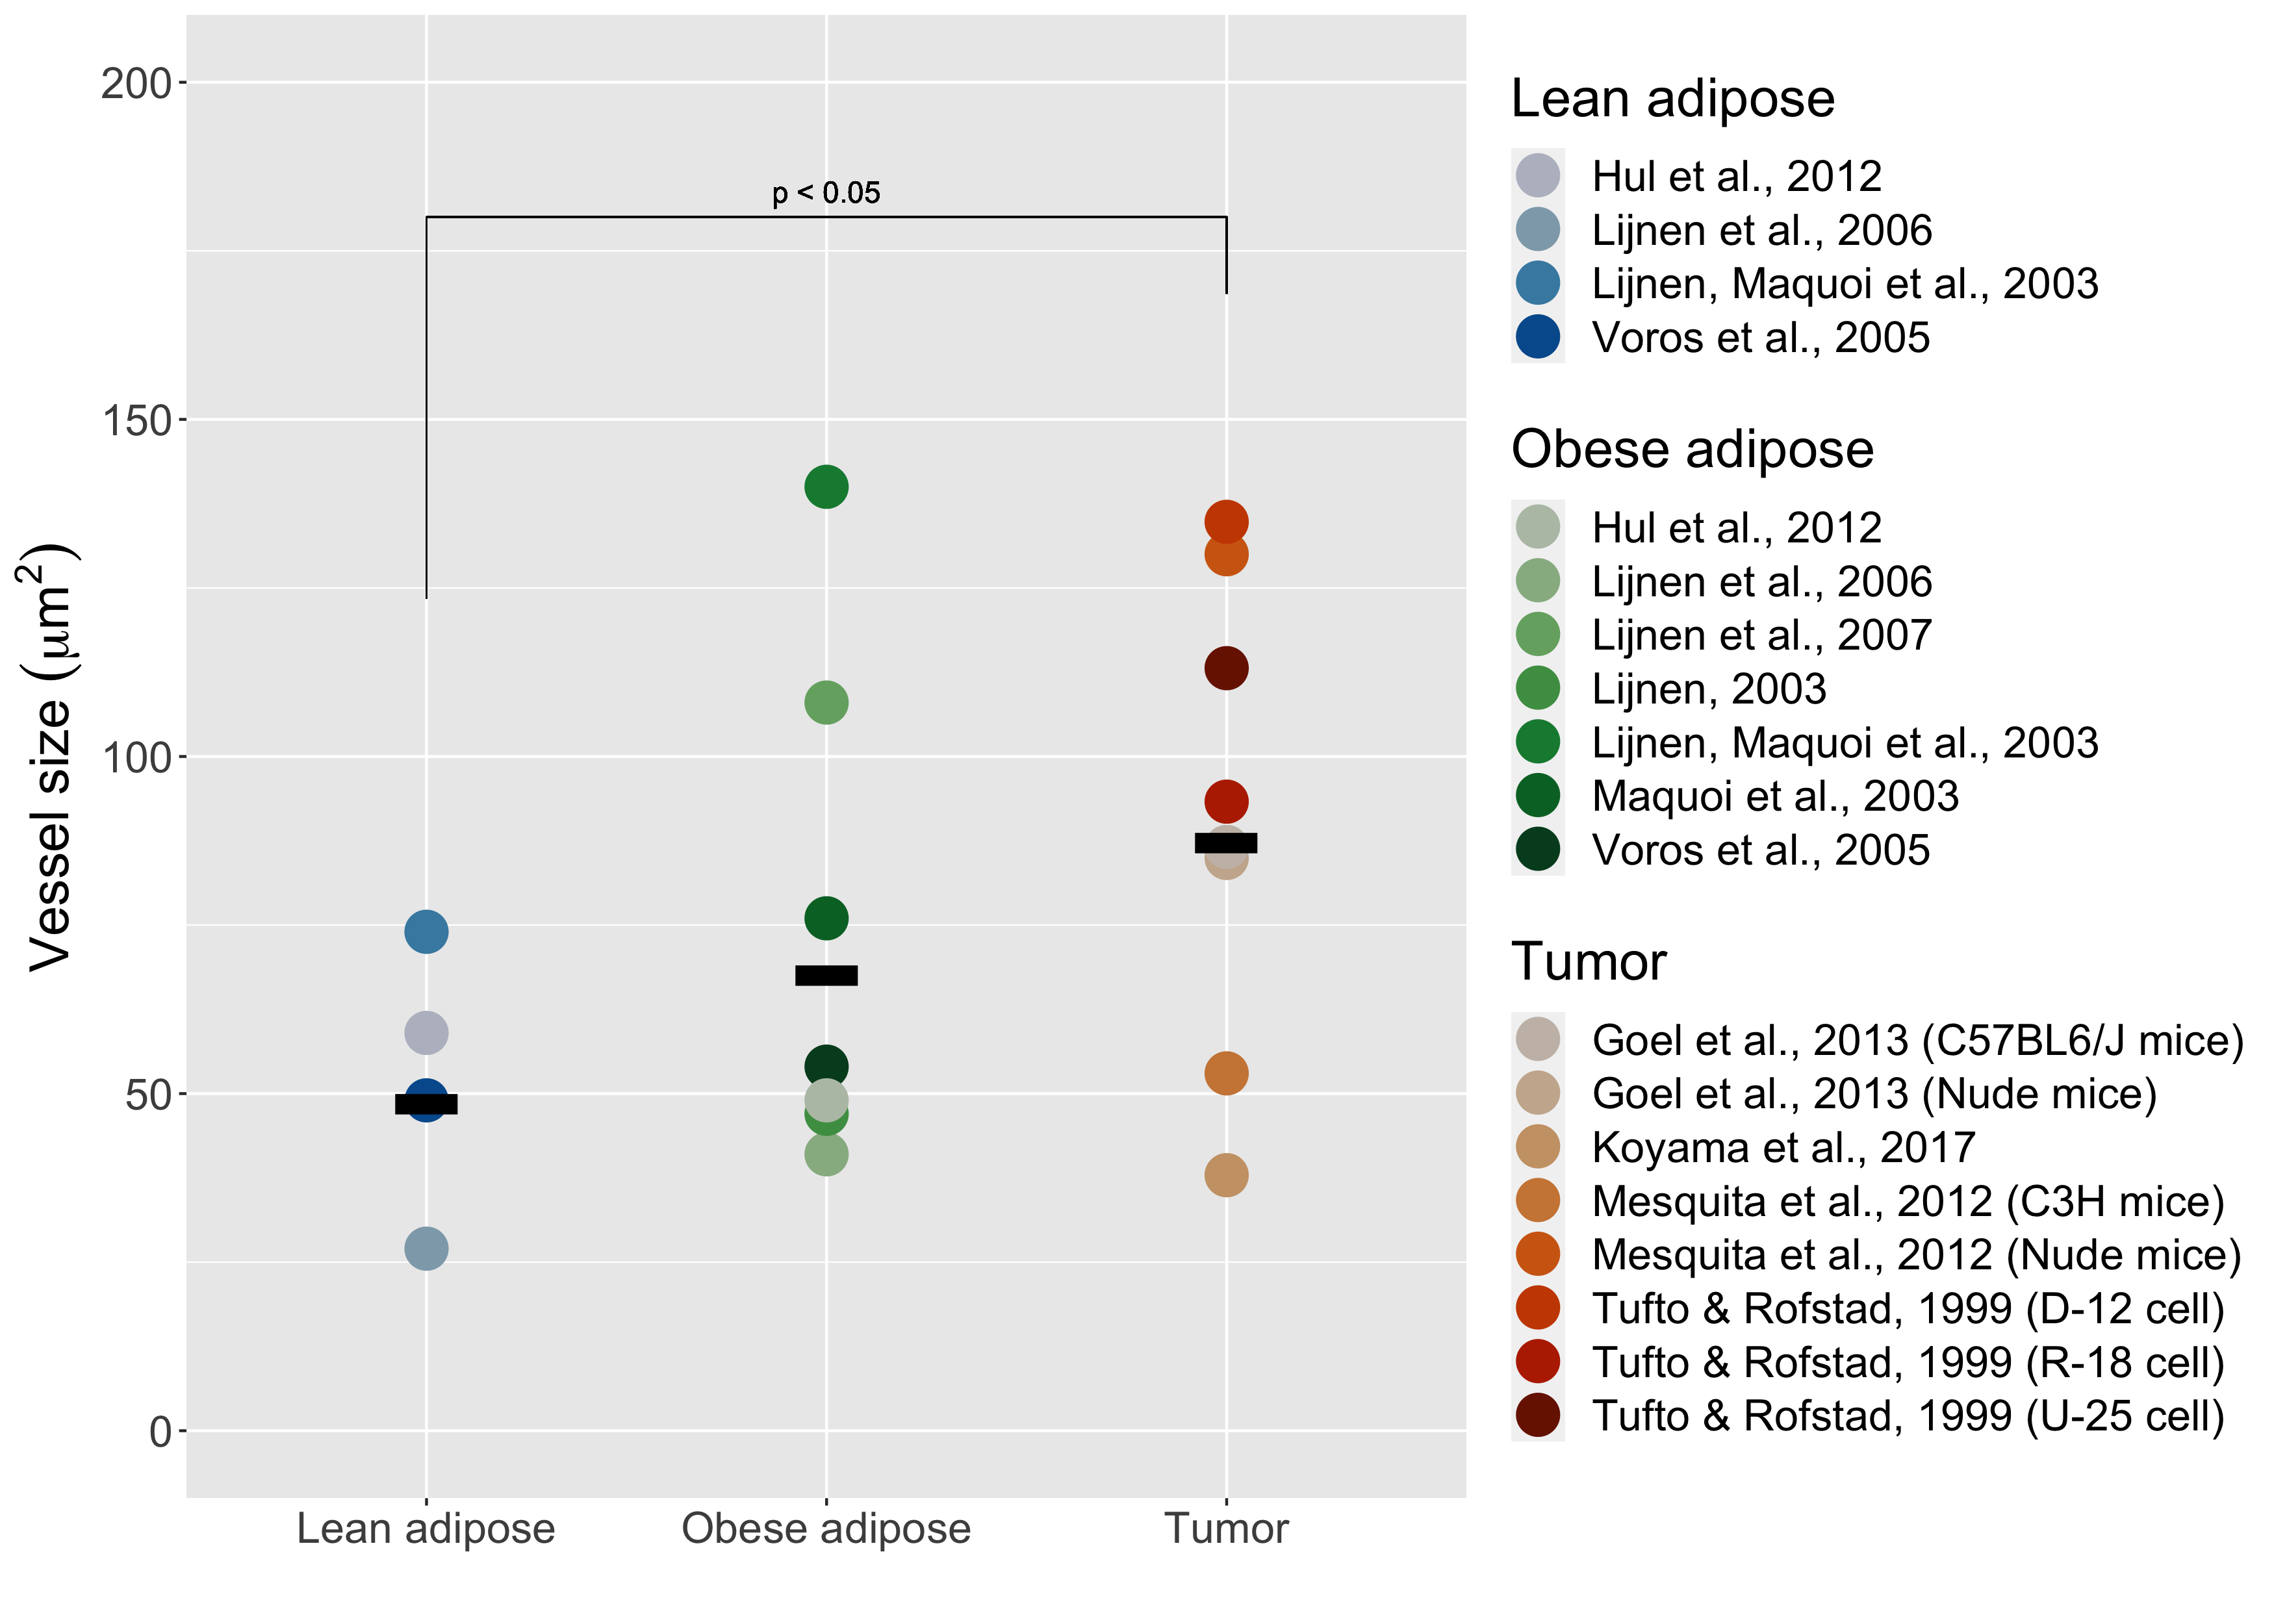 Vessel size (μm²)
200
150
100
50
0
p < 0.05
Lean adipose
Obese adipose
Tumor
Lean adipose
Hul et al., 2012
Lijnen et al., 2006
Lijnen, Maquoi et al., 2003
Voros et al., 2005
Obese adipose
Hul et al., 2012
Lijnen et al., 2006
Lijnen et al., 2007
Lijnen, 2003
Lijnen, Maquoi et al., 2003
Maquoi et al., 2003
Voros et al., 2005
Tumor
Goel et al., 2013 (C57BL6/J mice)
Goel et al., 2013 (Nude mice)
Koyama et al., 2017
Mesquita et al., 2012 (C3H mice)
Mesquita et al., 2012 (Nude mice)
Tufto & Rofstad, 1999 (D-12 cell)
Tufto & Rofstad, 1999 (R-18 cell)
Tufto & Rofstad, 1999 (U-25 cell)